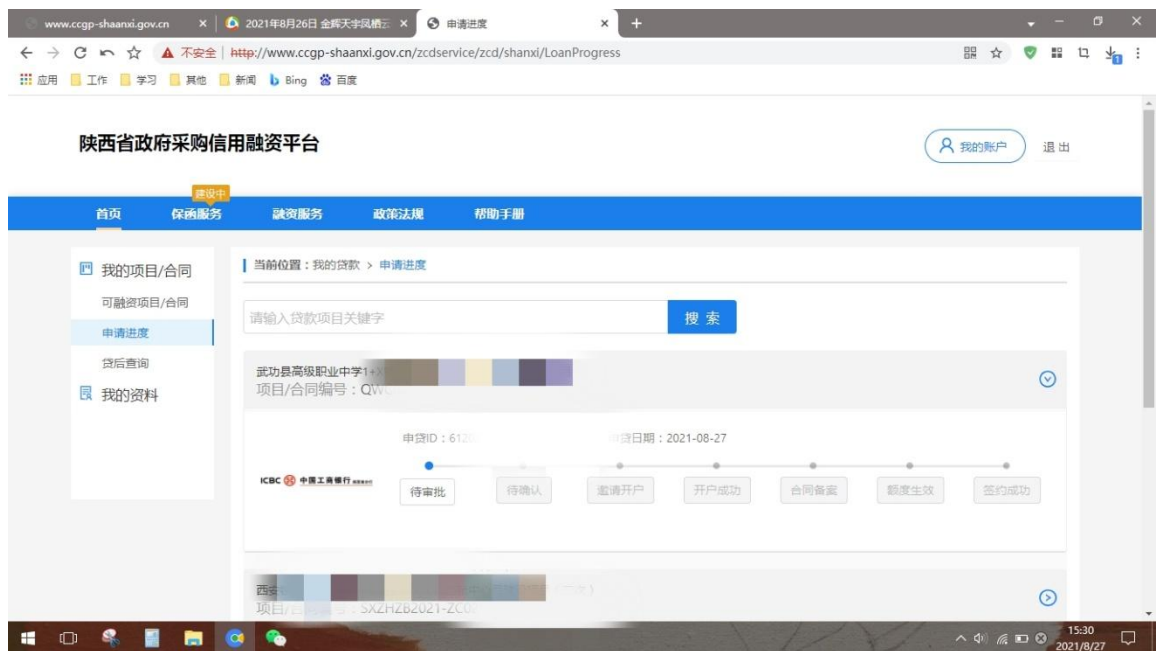 www.ccgp-shaanxi.gov.cn
2021年8月26日 金辉天宇凤栖云
申请进度
不安全 | http://www.ccgp-shaanxi.gov.cn/zcdservice/zcd/shanxi/LoanProgress
应用 工作 学习 其他 新闻 Bing 百度
陕西省政府采购信用融资平台
我的账户 退出
建设中
首页 保函服务 融资服务 政策法规 帮助手册
我的项目/合同
可融资项目/合同
申请进度
贷后查询
我的资料
当前位置：我的贷款 > 申请进度
请输入贷款项目关键字
搜索
武功县高级职业中学1+X
项目/合同编号：QW
申贷ID：612 申贷日期：2021-08-27
ICBC 中国工商银行
待审批 待确认 邀请开户 开户成功 合同备案 额度生效 签约成功
西安
项目/ SXZHZB2021-ZC0
15:30
2021/8/27